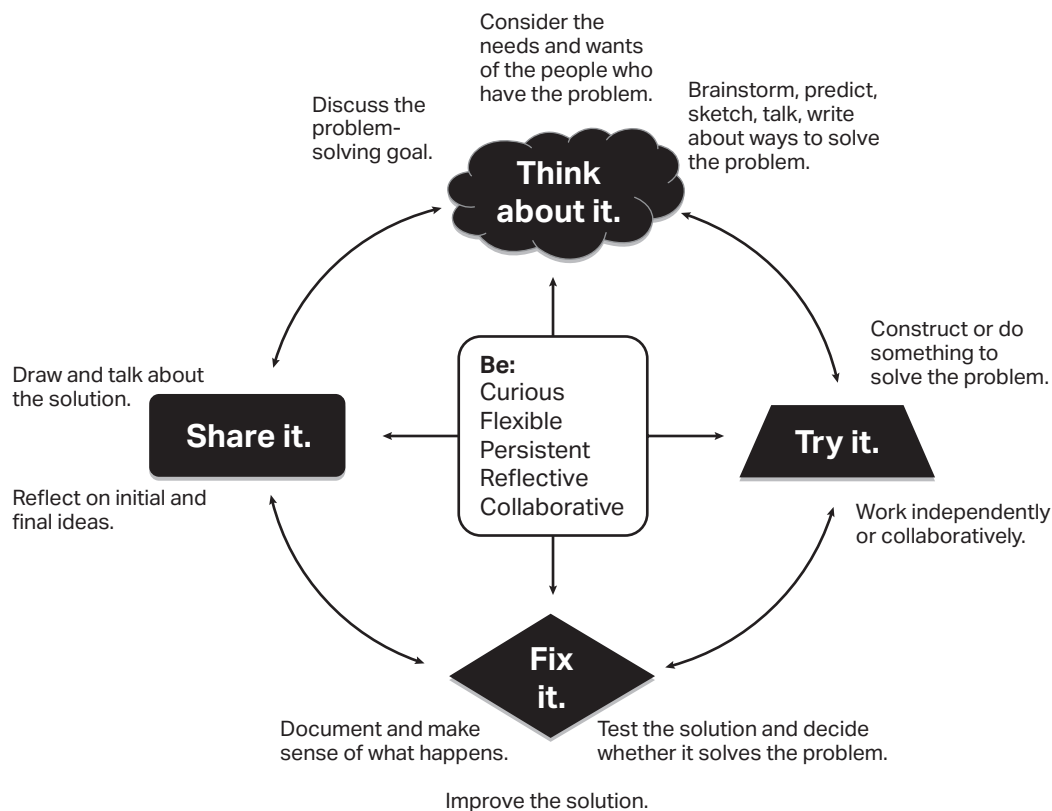 Consider the
needs and wants
of the people who
have the problem.
Discuss the
problem-
solving goal.
Brainstorm, predict,
sketch, talk, write
about ways to solve
the problem.
Think
about it.
Construct or do
something to
solve the problem.
Try it.
Work independently
or collaboratively.
Be:
Curious
Flexible
Persistent
Reflective
Collaborative
Draw and talk about
the solution.
Share it.
Reflect on initial and
final ideas.
Fix
it.
Document and make
sense of what happens.
Test the solution and decide
whether it solves the problem.
Improve the solution.